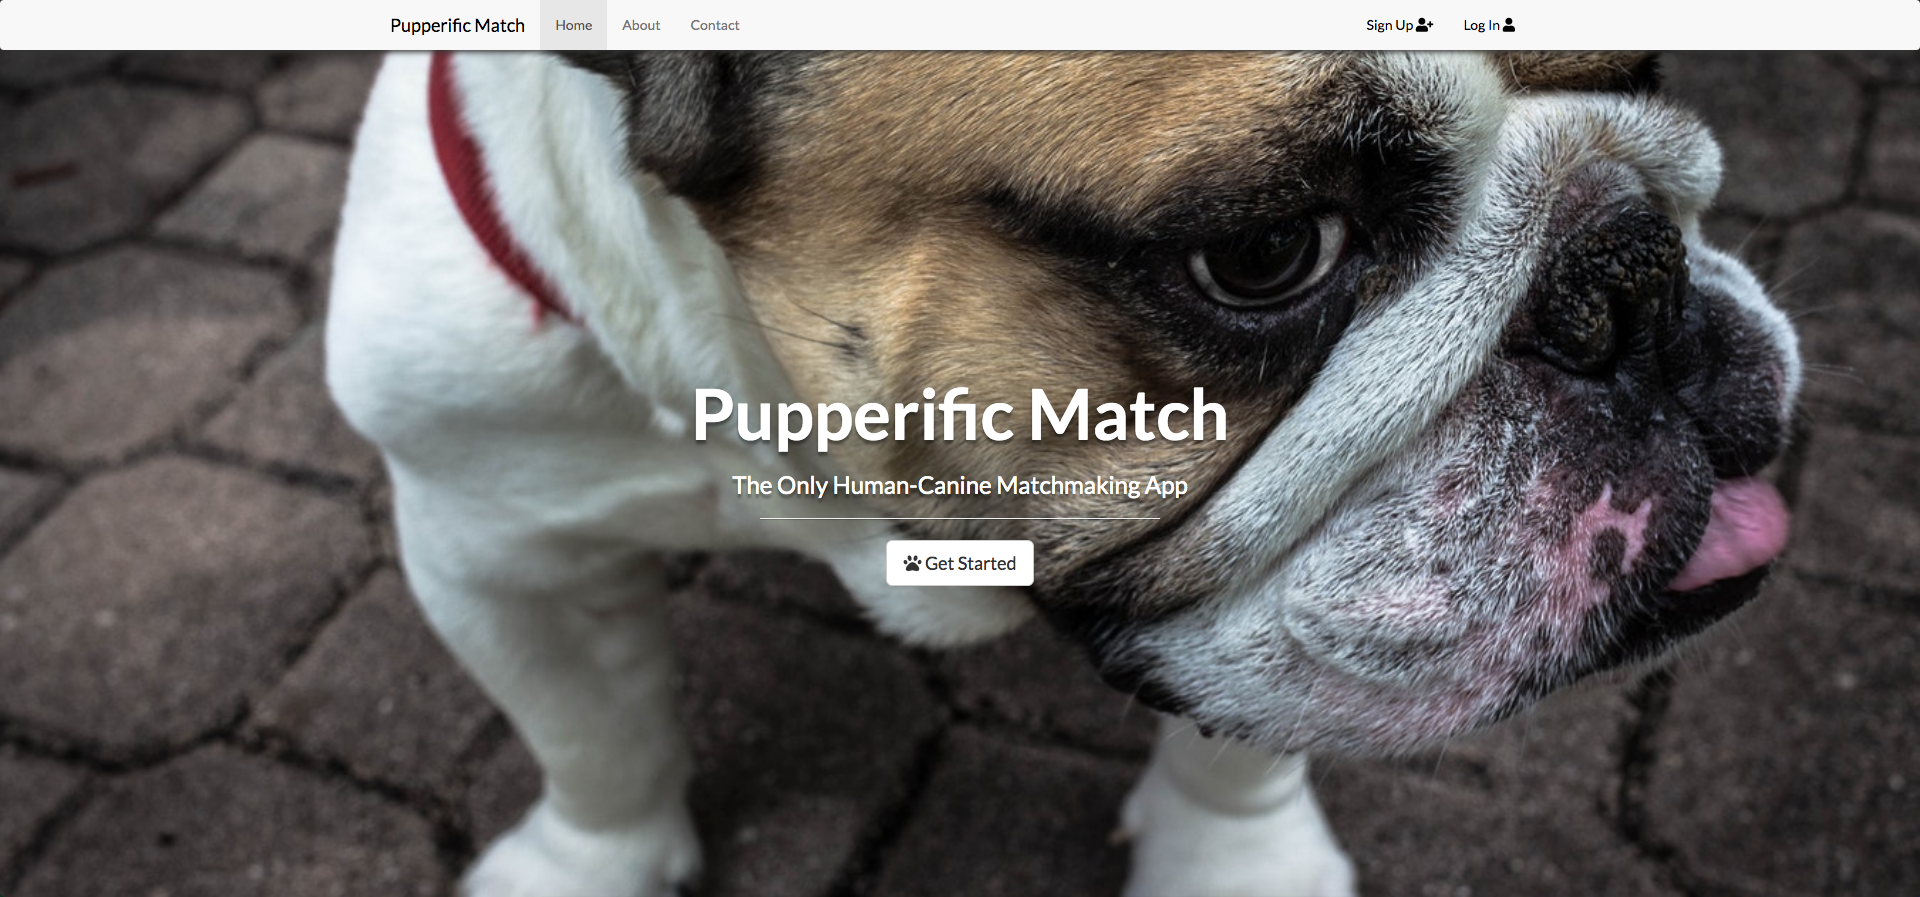 Pupperific Match Home About Contact Sign Up Log In
Pupperific Match
The Only Human-Canine Matchmaking App
Get Started